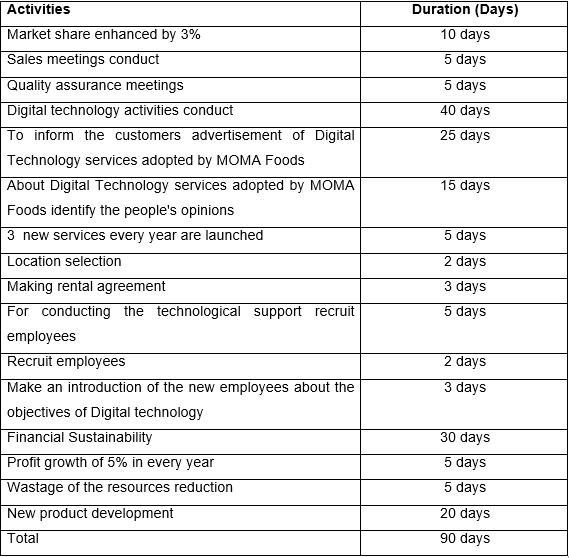 Activities Duration (Days)
Market share enhanced by 3% 10 days
Sales meetings conduct 5 days
Quality assurance meetings 5 days
Digital technology activities conduct 40 days
To inform the customers advertisement of Digital 25 days
Technology services adopted by MOMA Foods
About Digital Technology services adopted by MOMA 15 days
Foods identify the people's opinions
3 new services every year are launched 5 days
Location selection 2 days
Making rental agreement 3 days
For conducting the technological support recruit 5 days
employees
Recruit employees 2 days
Make an introduction of the new employees about the 3 days
objectives of Digital technology
Financial Sustainability 30 days
Profit growth of 5% in every year 5 days
Wastage of the resources reduction 5 days
New product development 20 days
Total 90 days